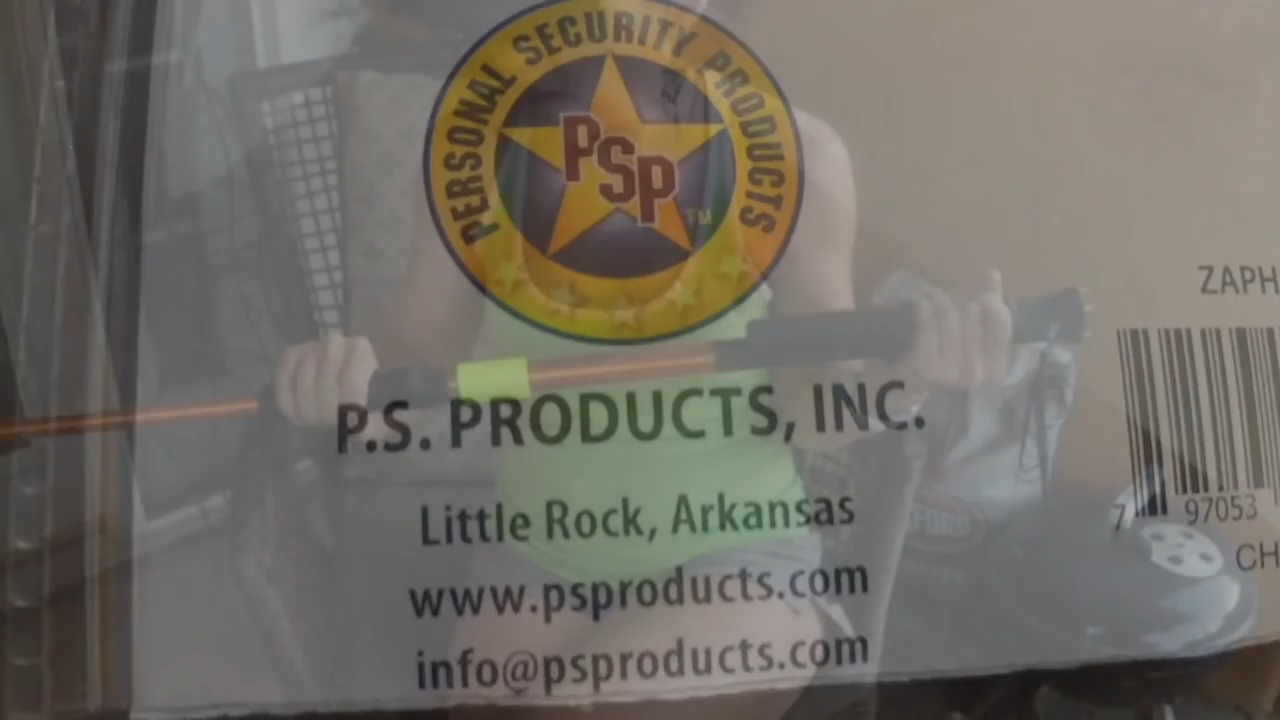 PERSONAL SECURITY PRODUCTS
PSP
TM
P.S. PRODUCTS, INC.
Little Rock, Arkansas
www.psproducts.com
info@psproducts.com
ZAPH
7 97053
CH